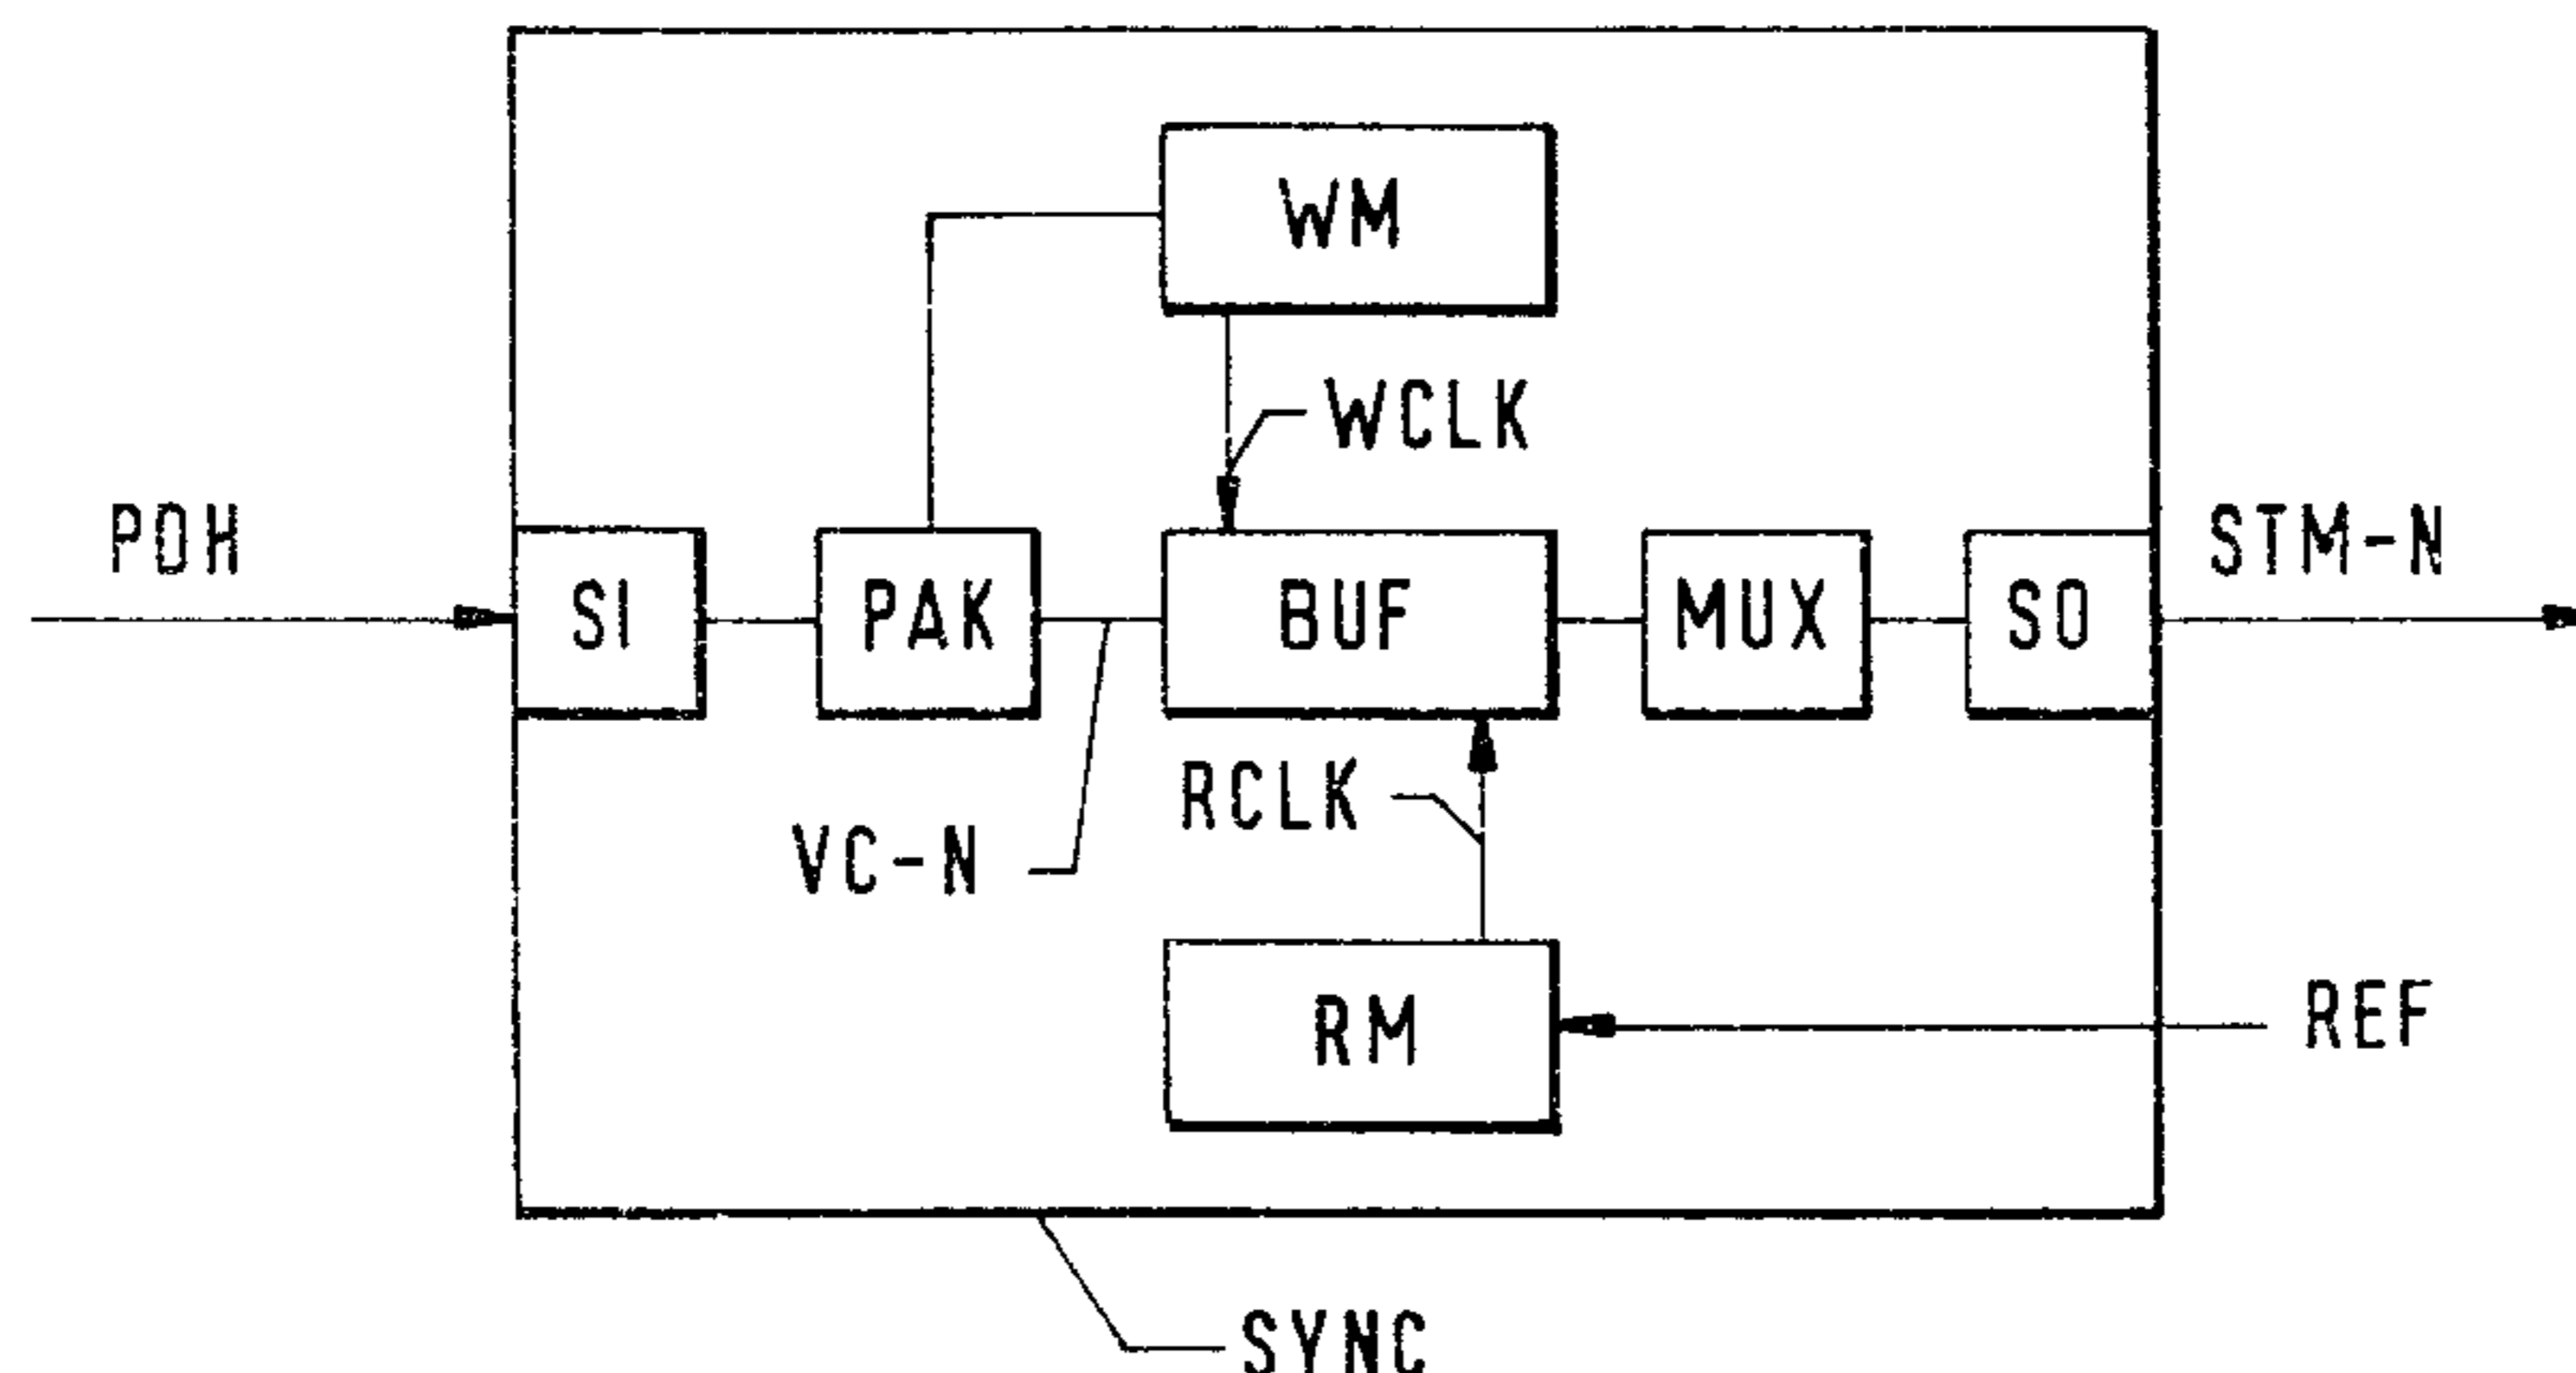 WM
WCLK
PDH
SI
PAK
BUF
MUX
SO
STM-N
RCLK
VC-N
RM
REF
SYNC